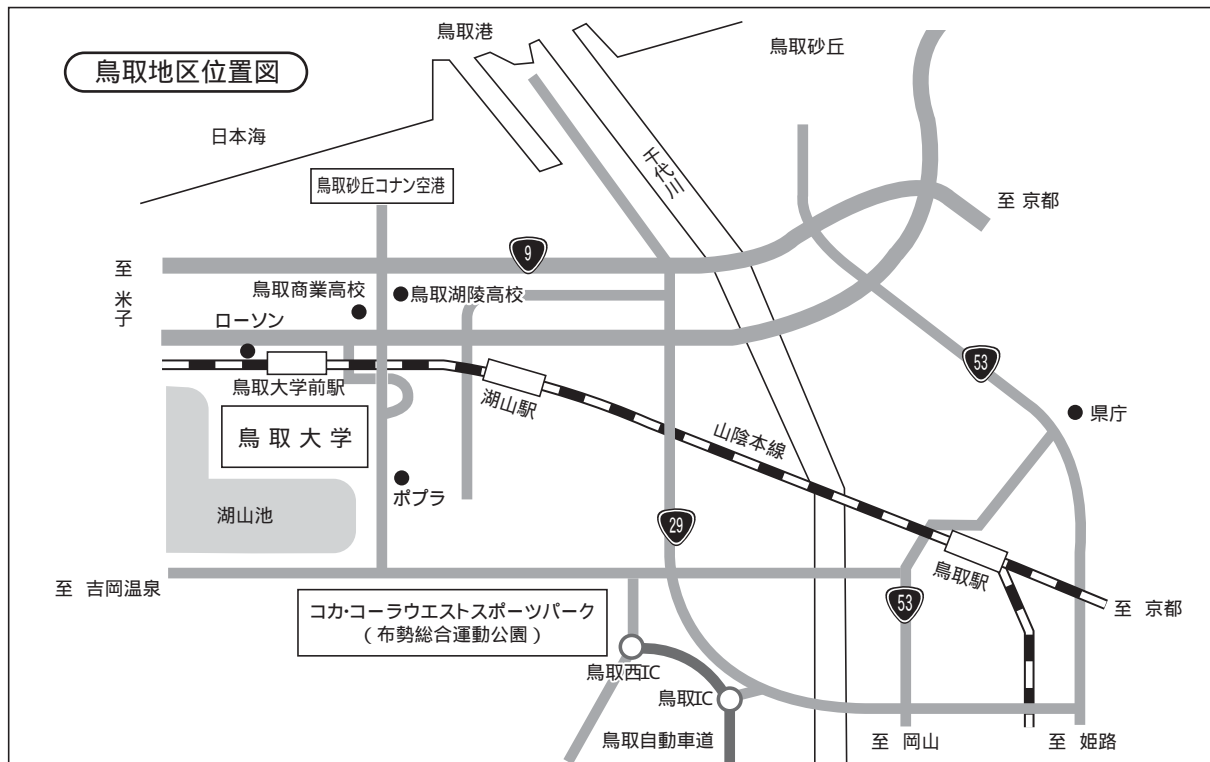 鳥取港
鳥取砂丘
鳥取地区位置図
日本海
千代川
鳥取砂丘コナン空港
至 京都
9
至 米子
鳥取商業高校
鳥取湖陵高校
ローソン
53
鳥取大学前駅
湖山駅
県庁
鳥取大学
山陰本線
ポプラ
湖山池
29
鳥取駅
至 吉岡温泉
53
至 京都
コカ・コーラウエストスポーツパーク
(布勢総合運動公園)
鳥取西IC
鳥取IC
鳥取自動車道
至 岡山
至 姫路